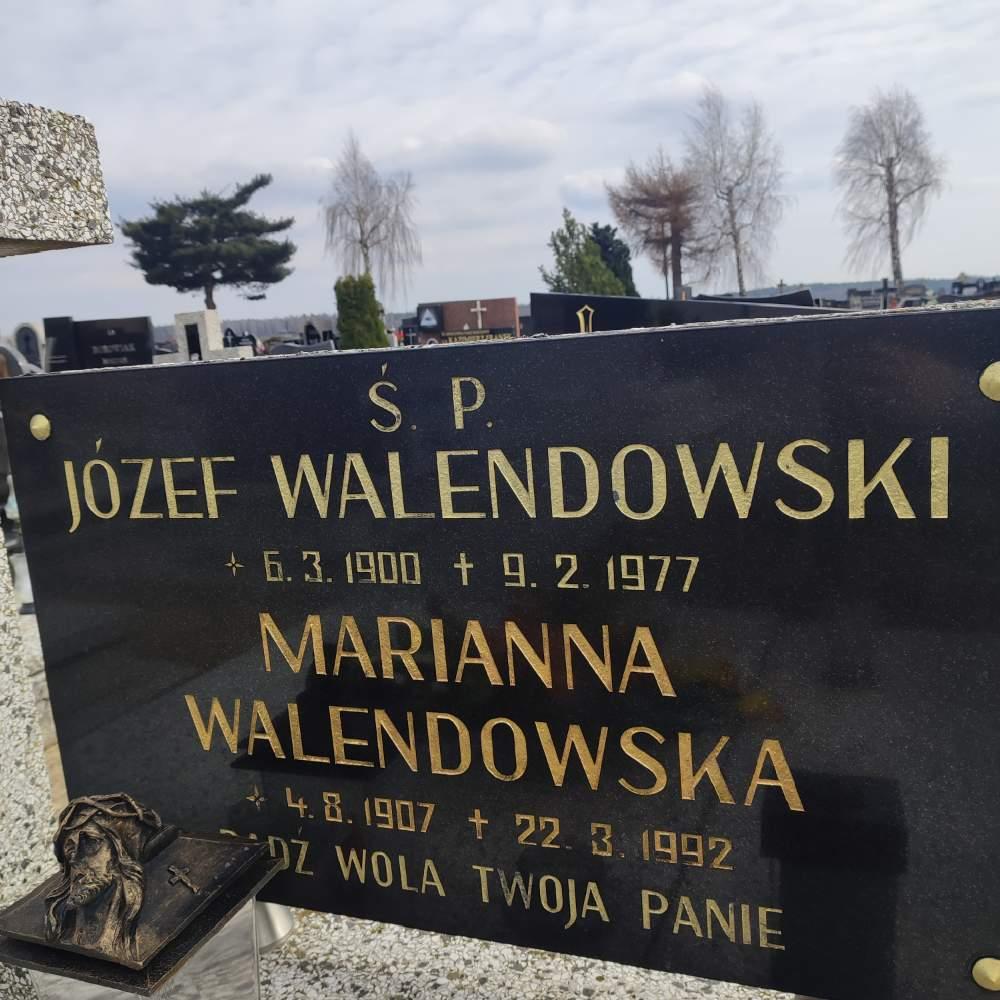 Ś. P.
JÓZEF WALENDOWSKI
6. 3. 1900 † 9. 2. 1977
MARIANNA
WALENDOWSKA
4. 8. 1907 † 22. 3. 1992
BĄDŹ WOLA TWOJA PANIE